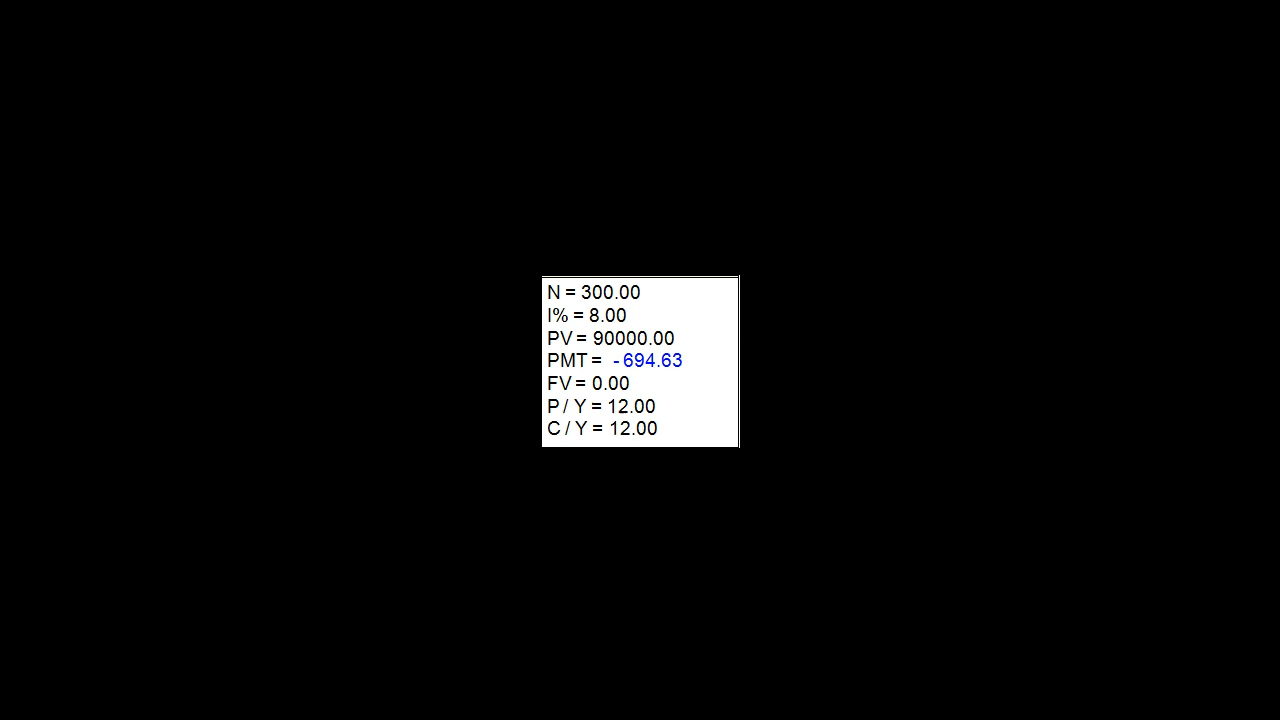 N = 300.00
I% = 8.00
PV = 90000.00
PMT = -694.63
FV = 0.00
P / Y = 12.00
C / Y = 12.00